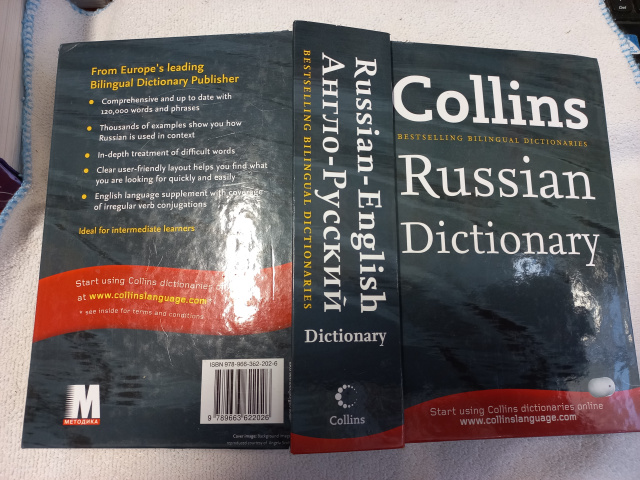 From Europe's leading
Bilingual Dictionary Publisher
Comprehensive and up to date with
120,000 words and phrases
Thousands of examples show you how
Russian is used in context
In-depth treatment of difficult words
Clear user-friendly layout helps you find what
you are looking for quickly and easily
English language supplement with coverage
of irregular verb conjugations
Ideal for intermediate learners
Start using Collins dictionaries
at www.collinslanguage.com*
* see inside for terms and conditions
ISBN 978-966-362-202-6
9 789663 622026
М
МЕТОДИКА
Russian-English
Англо-Русский
BESTSELLING BILINGUAL DICTIONARIES
Dictionary
Collins
Collins
BESTSELLING BILINGUAL DICTIONARIES
Russian
Dictionary
Start using Collins dictionaries online
www.collinslanguage.com